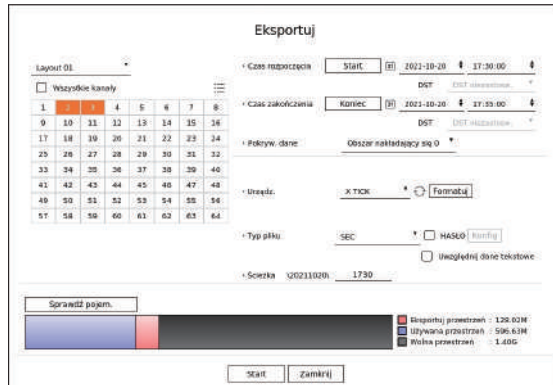 Eksportuj
Layout 01
Wszystkie kanały
1 2 3 4 5 6 7 8
9 10 11 12 13 14 15 16
17 18 19 20 21 22 23 24
25 26 27 28 29 30 31 32
33 34 35 36 37 38 39 40
41 42 43 44 45 46 47 48
49 50 51 52 53 54 55 56
57 58 59 60 61 62 63 64
Czas rozpoczęcia Start 2021-10-20 17:30:00
DST DST niezastosow.
Czas zakończenia Koniec 2021-10-20 17:35:00
DST DST niezastosow.
Pokryw. dane Obszar nakładający się 0
Urządz. X TICK Formatuj
Typ pliku SEC HASŁO Konfig
Uwzględnij dane tekstowe
Ścieżka \20211020\ 1730
Sprawdź pojem.
Eksportuj przestrzeń : 129.02M
Używana przestrzeń : 596.63M
Wolna przestrzeń : 1.40G
Start Zamknij